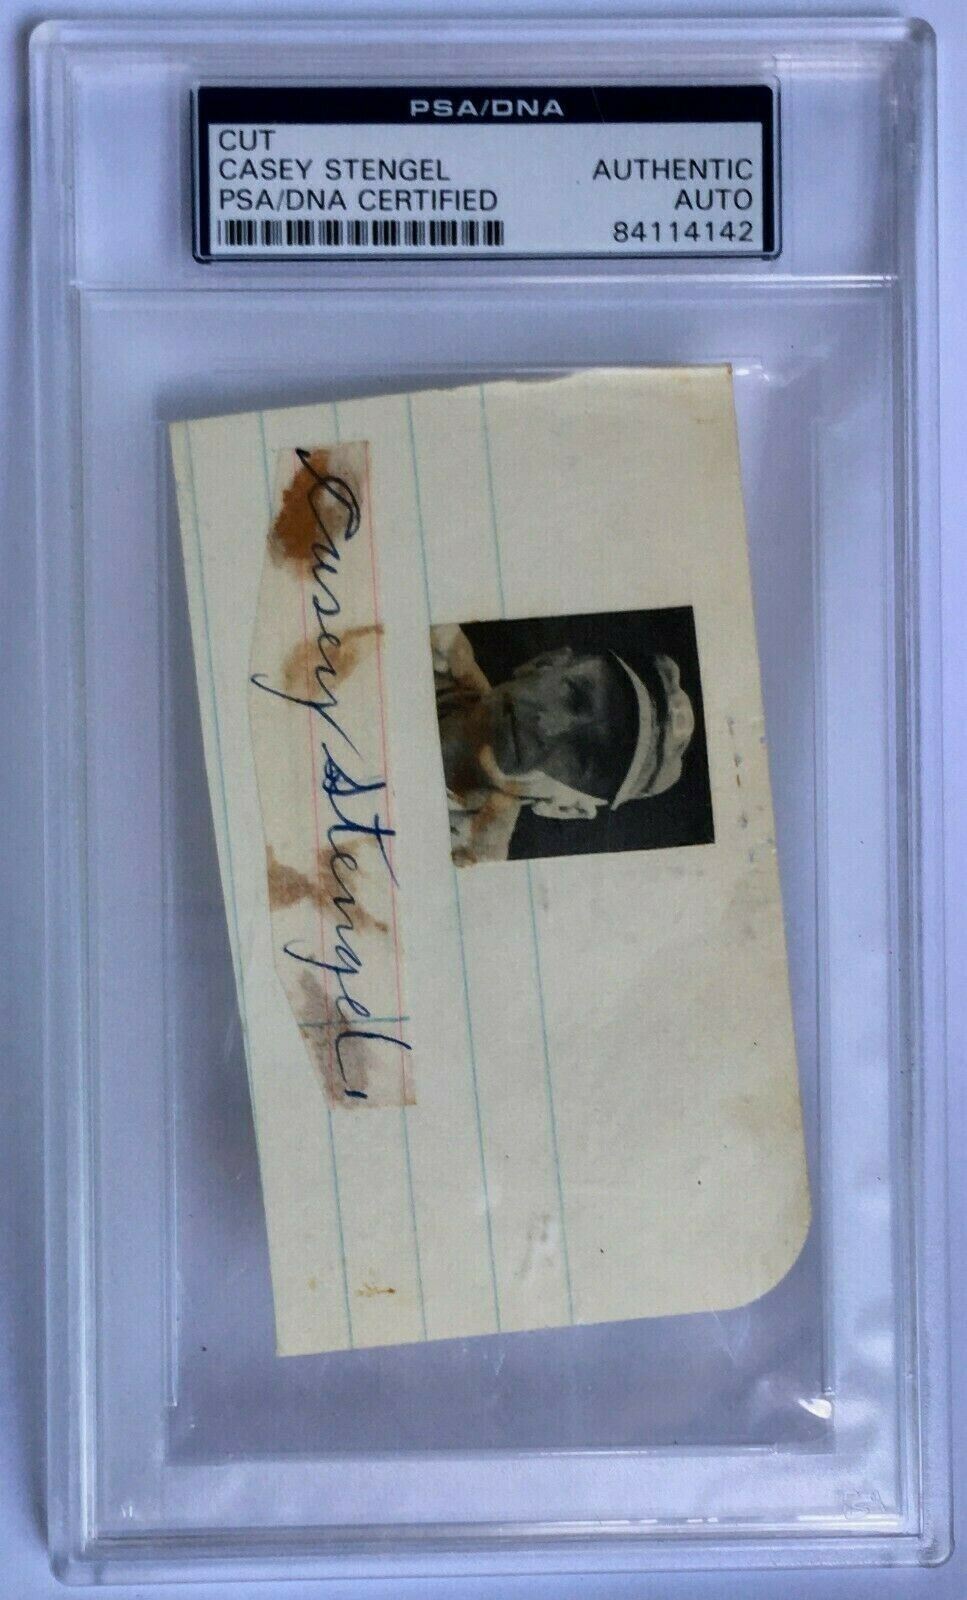 PSA/DNA
CUT
CASEY STENGEL AUTHENTIC
PSA/DNA CERTIFIED AUTO
84114142
Casey Stengel